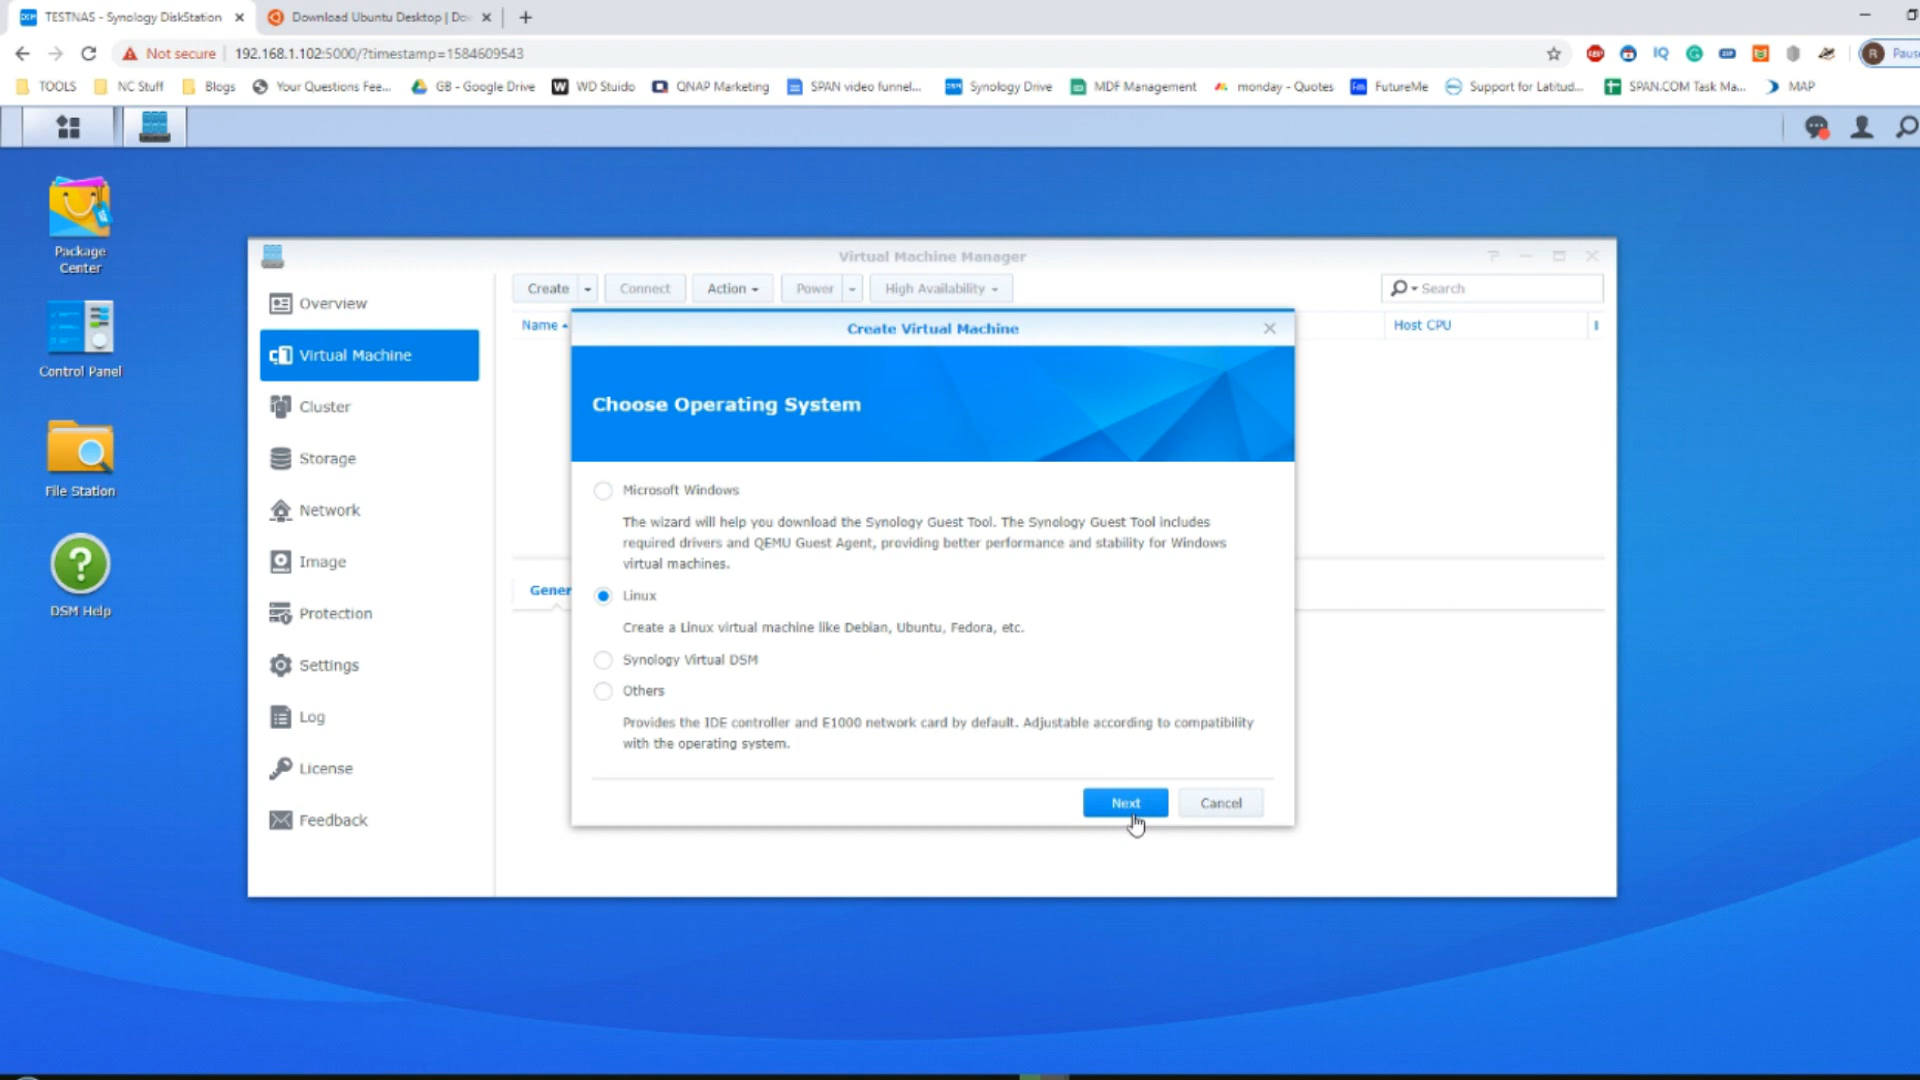 TESTNAS - Synology DiskStation
Download Ubuntu Desktop | Do
Not secure
192.168.1.102:5000/?timestamp=1584609543
IQ
R
Paus
TOOLS
NC Stuff
Blogs
Your Questions Fee...
GB - Google Drive
WD Stuido
QNAP Marketing
SPAN video funnel...
Synology Drive
MDF Management
monday - Quotes
FutureMe
Support for Latitud...
SPAN.COM Task Ma...
MAP
Package
Center
Control Panel
File Station
DSM Help
Virtual Machine Manager
Overview
Virtual Machine
Cluster
Storage
Network
Image
Protection
Settings
Log
License
Feedback
Create
Connect
Action
Power
High Availability
Search
Name
Host CPU
Gener
Create Virtual Machine
Choose Operating System
Microsoft Windows
The wizard will help you download the Synology Guest Tool. The Synology Guest Tool includes
required drivers and QEMU Guest Agent, providing better performance and stability for Windows
virtual machines.
Linux
Create a Linux virtual machine like Debian, Ubuntu, Fedora, etc.
Synology Virtual DSM
Others
Provides the IDE controller and E1000 network card by default. Adjustable according to compatibility
with the operating system.
Next
Cancel